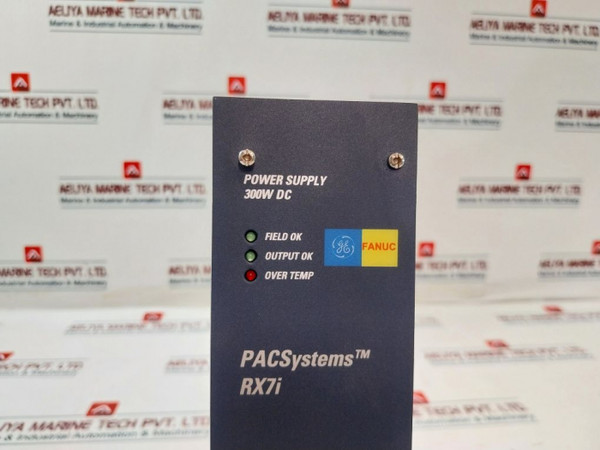 AELIYA MARINE TECH PVT. LTD.
Marine & Industrial Automation & Machinery
POWER SUPPLY
300W DC
FIELD OK
OUTPUT OK
OVER TEMP
GE
FANUC
PACSystems™
RX7i